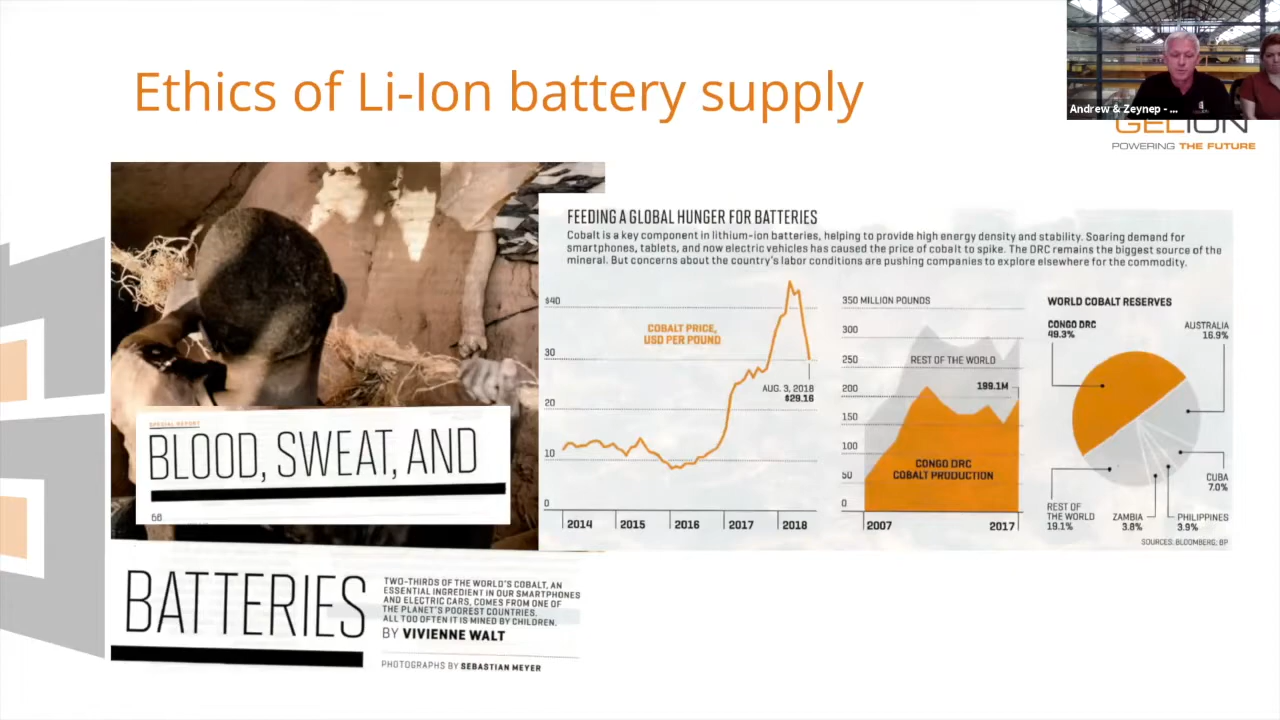 Ethics of Li-Ion battery supply
Andrew & Zeynep - ...
GELION
POWERING THE FUTURE
SPECIAL REPORT
BLOOD, SWEAT, AND
66
BATTERIES
TWO-THIRDS OF THE WORLD'S COBALT, AN
ESSENTIAL INGREDIENT IN OUR SMARTPHONES
AND ELECTRIC CARS, COMES FROM ONE OF
THE PLANET'S POOREST COUNTRIES.
ALL TOO OFTEN IT IS MINED BY CHILDREN.
BY VIVIENNE WALT
PHOTOGRAPHS BY SEBASTIAN MEYER
FEEDING A GLOBAL HUNGER FOR BATTERIES
Cobalt is a key component in lithium-ion batteries, helping to provide high energy density and stability. Soaring demand for
smartphones, tablets, and now electric vehicles has caused the price of cobalt to spike. The DRC remains the biggest source of the
mineral. But concerns about the country's labor conditions are pushing companies to explore elsewhere for the commodity.
$40
30
20
10
0
COBALT PRICE,
USD PER POUND
AUG. 3, 2018
$29.16
2014
2015
2016
2017
2018
350 MILLION POUNDS
300
250
200
150
100
50
0
REST OF THE WORLD
199.1M
CONGO DRC
COBALT PRODUCTION
2007
2017
WORLD COBALT RESERVES
CONGO DRC
49.3%
AUSTRALIA
16.9%
CUBA
7.0%
PHILIPPINES
3.9%
ZAMBIA
3.8%
REST OF
THE WORLD
19.1%
SOURCES: BLOOMBERG; BP